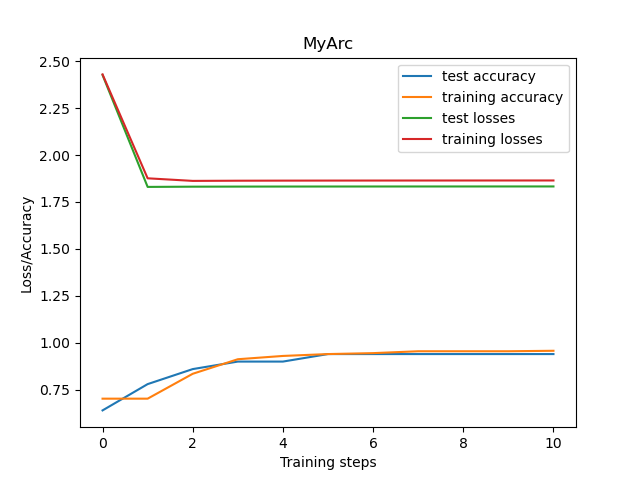 MyArc
test accuracy
training accuracy
test losses
training losses
Loss/Accuracy
2.50
2.25
2.00
1.75
1.50
1.25
1.00
0.75
0 2 4 6 8 10
Training steps